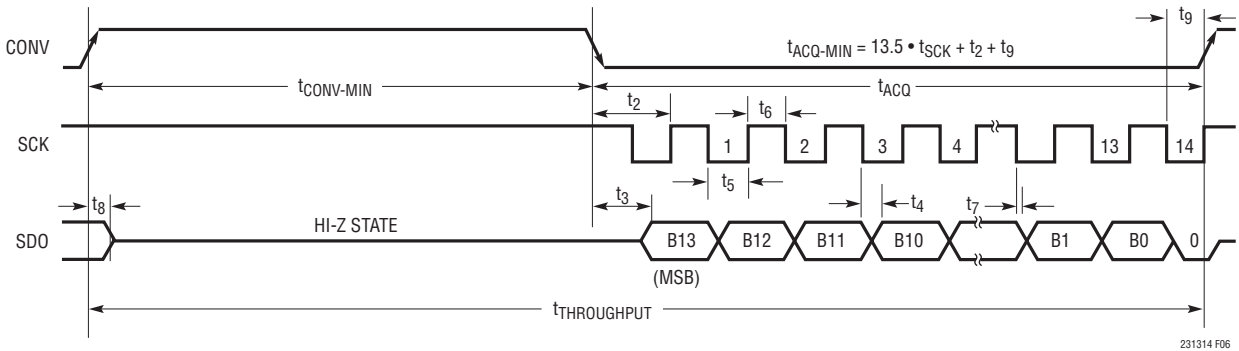 t9
CONV
tACQ-MIN = 13.5 • tSCK + t2 + t9
tCONV-MIN
tACQ
t2
t6
SCK
1
2
3
4
13
14
t5
t8
t3
t4
t7
SDO
HI-Z STATE
B13
B12
B11
B10
B1
B0
0
(MSB)
tTHROUGHPUT
231314 F06